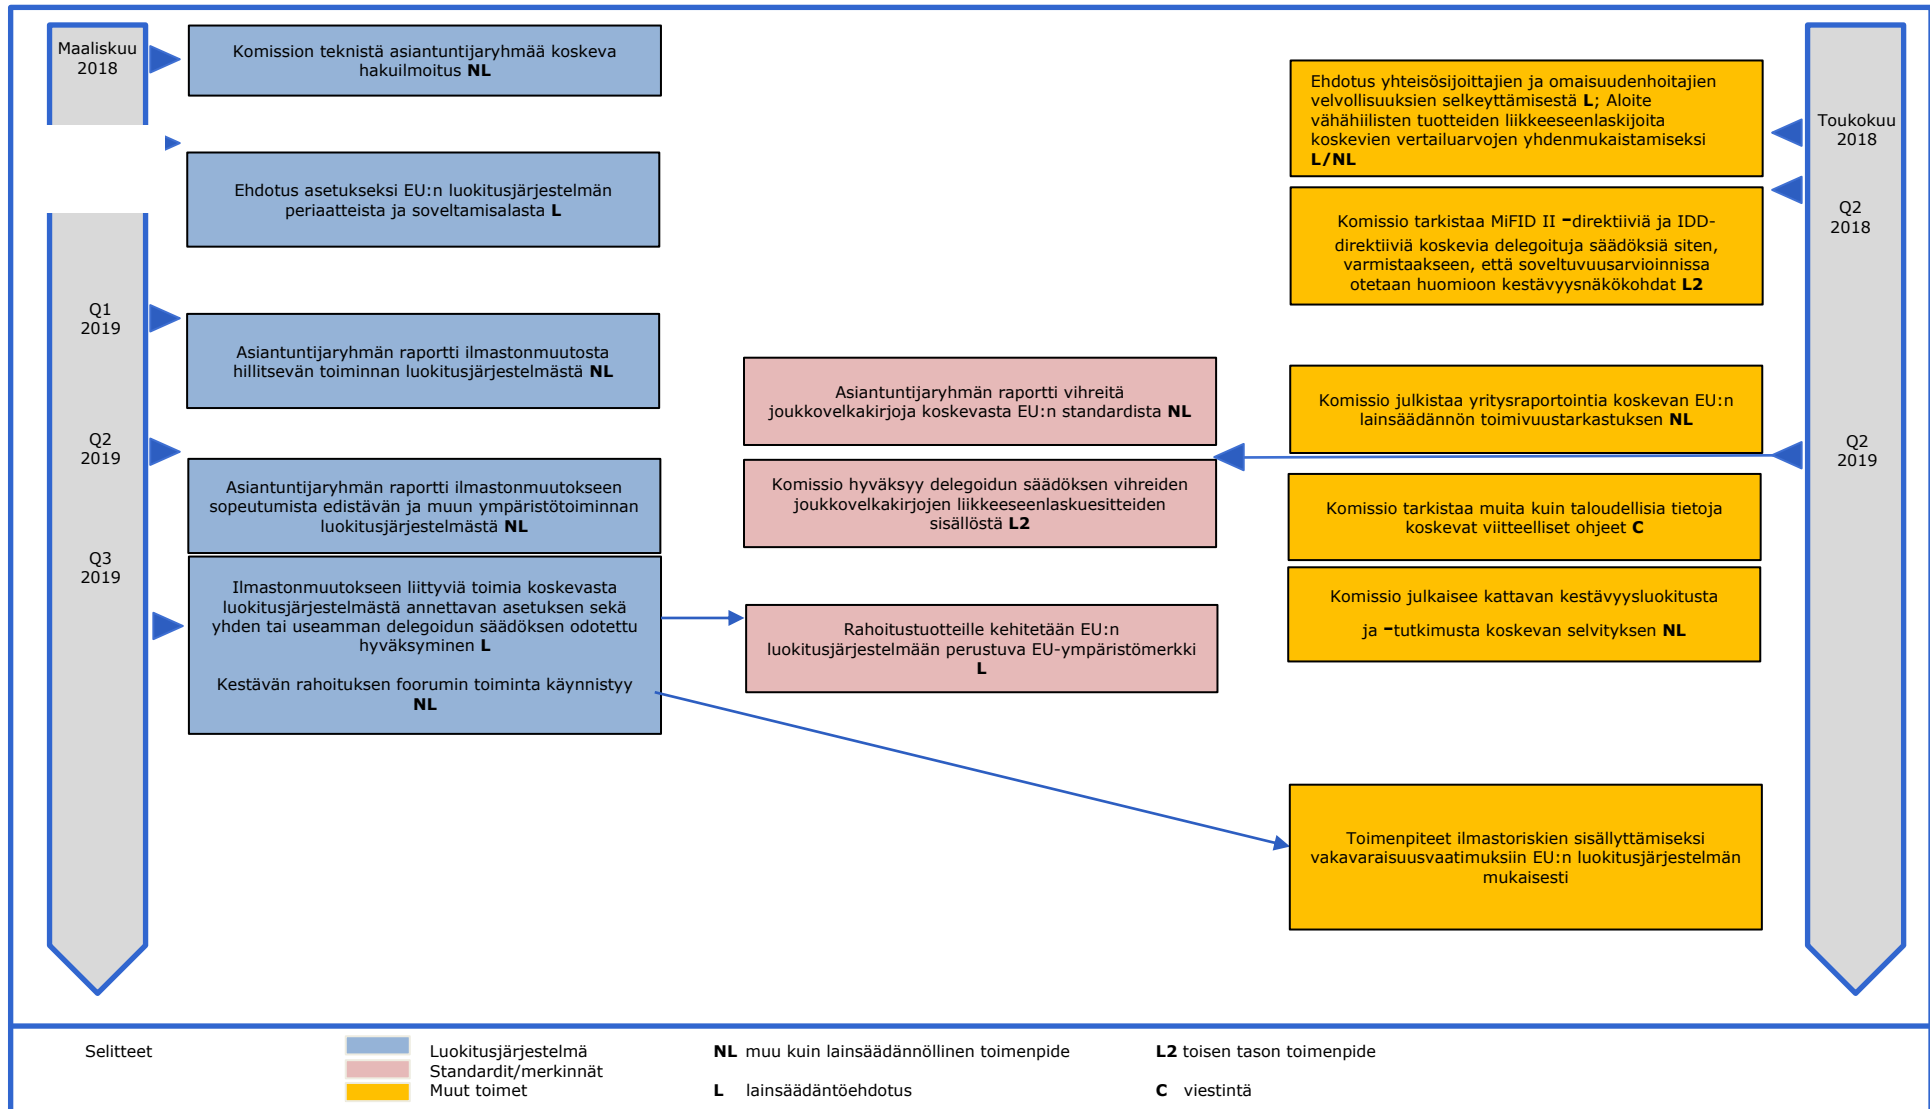 Maaliskuu
2018
Komission teknistä asiantuntijaryhmää koskeva
hakuilmoitus NL
Ehdotus asetukseksi EU:n luokitusjärjestelmän
periaatteista ja soveltamisalasta L
Q1
2019
Asiantuntijaryhmän raportti ilmastonmuutosta
hillitsevän toiminnan luokitusjärjestelmästä NL
Q2
2019
Asiantuntijaryhmän raportti ilmastonmuutokseen
sopeutumista edistävän ja muun ympäristötoiminnan
luokitusjärjestelmästä NL
Q3
2019
Ilmastonmuutokseen liittyviä toimia koskevasta
luokitusjärjestelmästä annettavan asetuksen sekä
yhden tai useamman delegoidun säädöksen odotettu
hyväksyminen L
Kestävän rahoituksen foorumin toiminta käynnistyy
NL
Asiantuntijaryhmän raportti vihreitä
joukkovelkakirjoja koskevasta EU:n standardista NL
Komissio hyväksyy delegoidun säädöksen vihreiden
joukkovelkakirjojen liikkeeseenlaskuesitteiden
sisällöstä L2
Rahoitustuotteille kehitetään EU:n
luokitusjärjestelmään perustuva EU-ympäristömerkki
L
Ehdotus yhteisösijoittajien ja omaisuudenhoitajien
velvollisuuksien selkeyttämisestä L; Aloite
vähähiilisten tuotteiden liikkeeseenlaskijoita
koskevien vertailuarvojen yhdenmukaistamiseksi
L/NL
Toukokuu
2018
Komissio tarkistaa MiFID II -direktiiviä ja IDD-
direktiiviä koskevia delegoituja säädöksiä siten,
varmistaakseen, että soveltuvuusarvioinnissa
otetaan huomioon kestävyysnäkökohdat L2
Q2
2018
Komissio julkistaa yritysraportointia koskevan EU:n
lainsäädännön toimivuustarkastuksen NL
Q2
2019
Komissio tarkistaa muita kuin taloudellisia tietoja
koskevat viitteelliset ohjeet C
Komissio julkaisee kattavan kestävyysluokitusta
ja -tutkimusta koskevan selvityksen NL
Toimenpiteet ilmastoriskien sisällyttämiseksi
vakavaraisuusvaatimuksiin EU:n luokitusjärjestelmän
mukaisesti
Selitteet
Luokitusjärjestelmä
Standardit/merkinnät
Muut toimet
NL muu kuin lainsäädännöllinen toimenpide
L lainsäädäntöehdotus
L2 toisen tason toimenpide
C viestintä